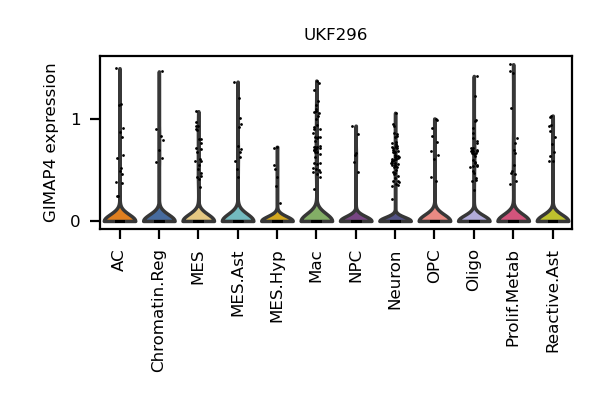 UKF296
GIMAP4 expression
1
0
AC
Chromatin.Reg
MES
MES.Ast
MES.Hyp
Mac
NPC
Neuron
OPC
Oligo
Prolif.Metab
Reactive.Ast